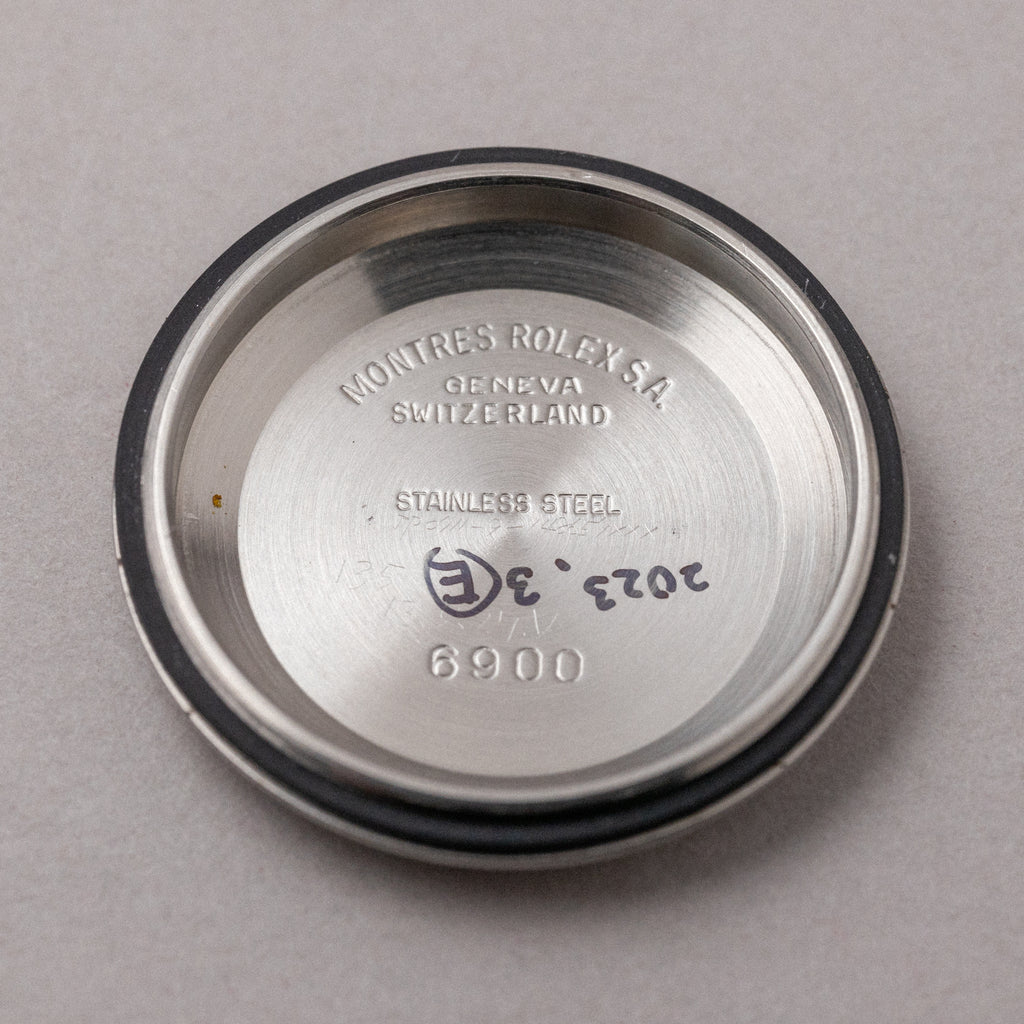 MONTRES ROLEX S.A.
GENEVA
SWITZERLAND
STAINLESS STEEL
2023.3 E
6900